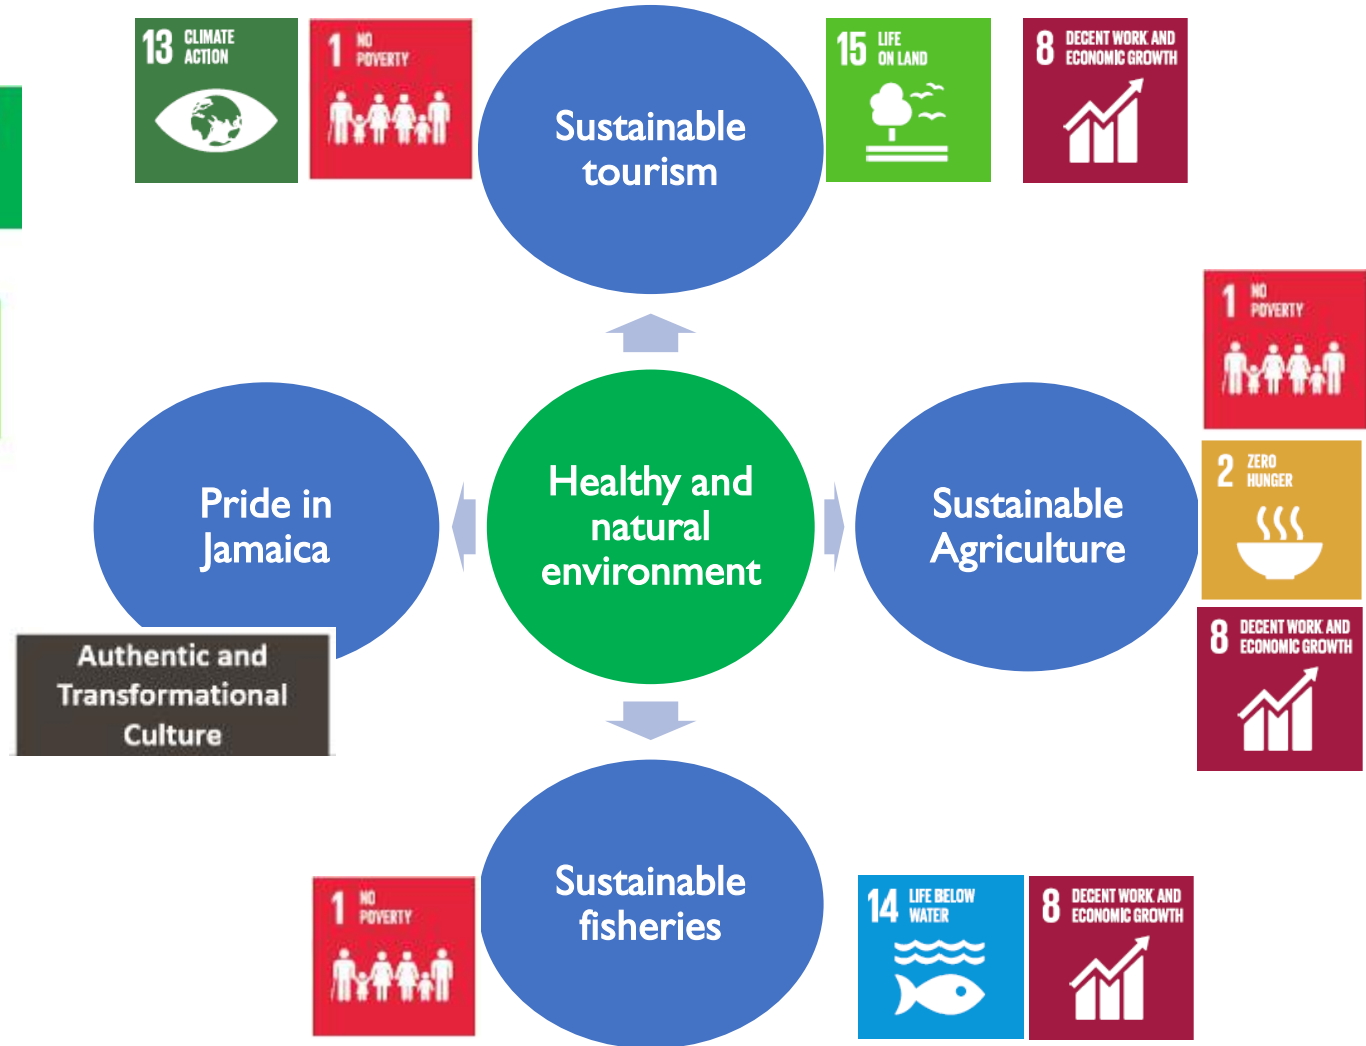 13 CLIMATE
ACTION
1 NO
POVERTY
Sustainable
tourism
15 LIFE
ON LAND
8 DECENT WORK AND
ECONOMIC GROWTH
1 NO
POVERTY
Pride in
Jamaica
Healthy and
natural
environment
Sustainable
Agriculture
2 ZERO
HUNGER
8 DECENT WORK AND
ECONOMIC GROWTH
Authentic and
Transformational
Culture
1 NO
POVERTY
Sustainable
fisheries
14 LIFE BELOW
WATER
8 DECENT WORK AND
ECONOMIC GROWTH